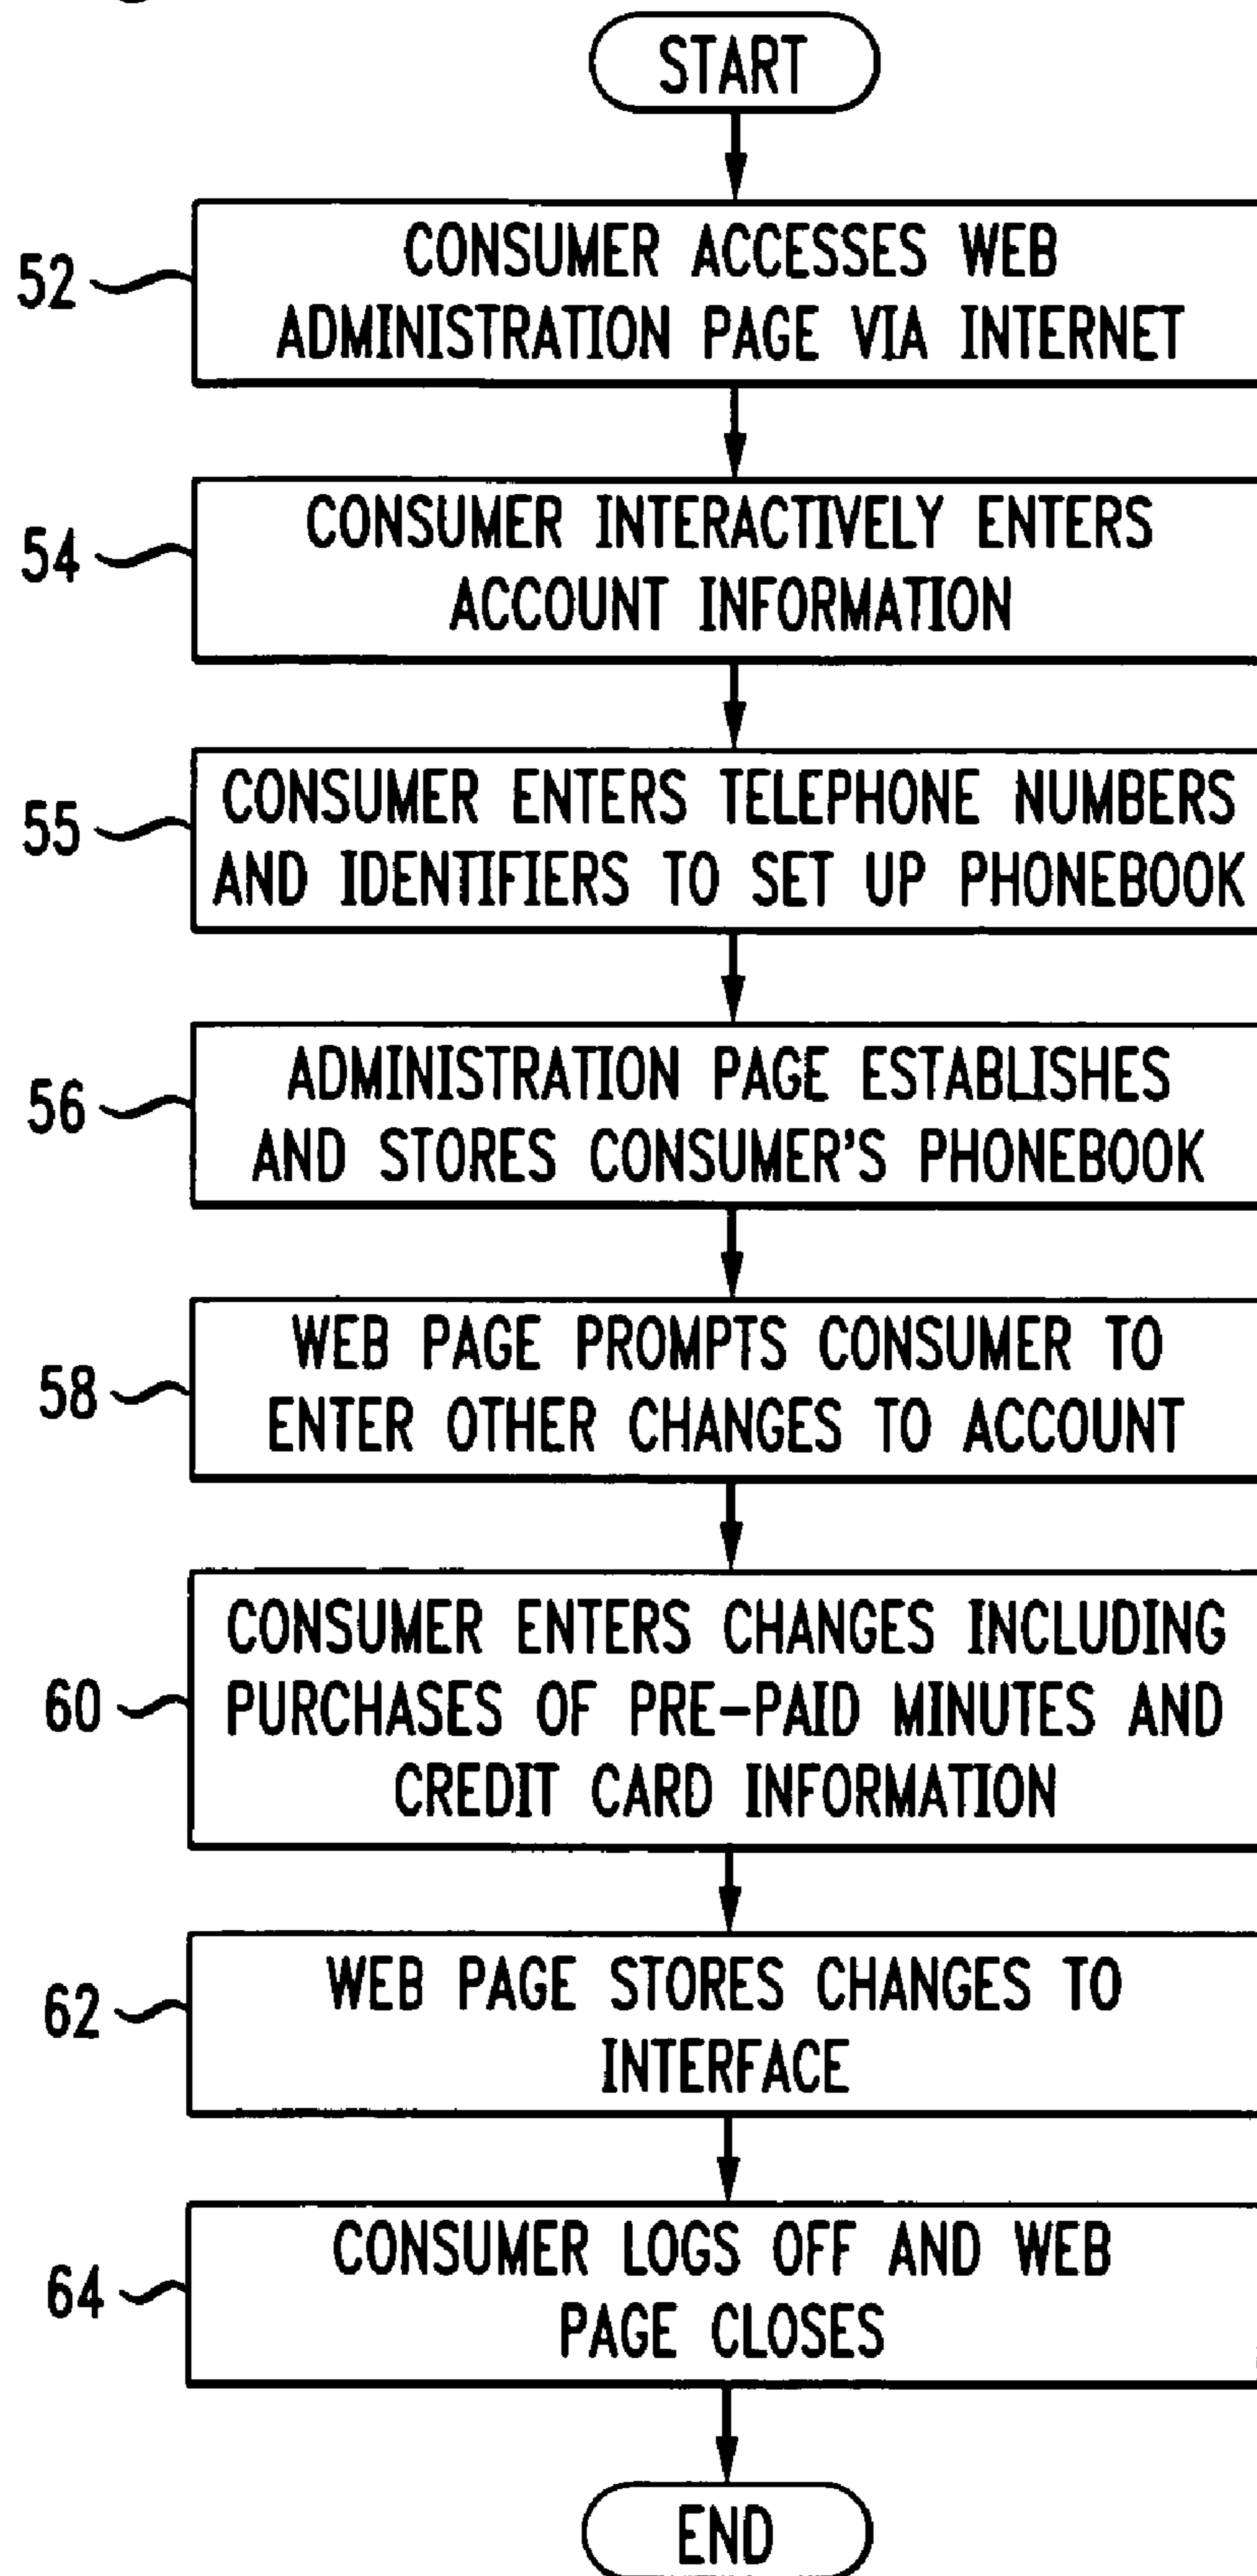 START
52
CONSUMER ACCESSES WEB
ADMINISTRATION PAGE VIA INTERNET
54
CONSUMER INTERACTIVELY ENTERS
ACCOUNT INFORMATION
55
CONSUMER ENTERS TELEPHONE NUMBERS
AND IDENTIFIERS TO SET UP PHONEBOOK
56
ADMINISTRATION PAGE ESTABLISHES
AND STORES CONSUMER'S PHONEBOOK
58
WEB PAGE PROMPTS CONSUMER TO
ENTER OTHER CHANGES TO ACCOUNT
60
CONSUMER ENTERS CHANGES INCLUDING
PURCHASES OF PRE-PAID MINUTES AND
CREDIT CARD INFORMATION
62
WEB PAGE STORES CHANGES TO
INTERFACE
64
CONSUMER LOGS OFF AND WEB
PAGE CLOSES
END